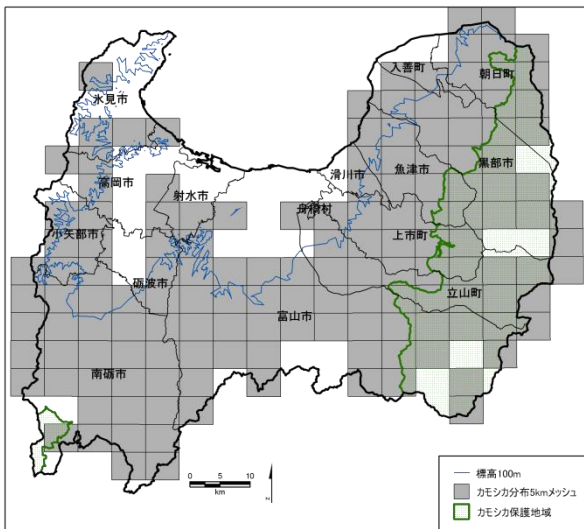 入善町
朝日町
氷見市
黒部市
滑川市
魚津市
高岡市
射水市
舟橋村
上市町
小矢部市
砺波市
立山町
富山市
南砺市
0 5 10
km
N
標高100m
カモシカ分布5kmメッシュ
カモシカ保護地域